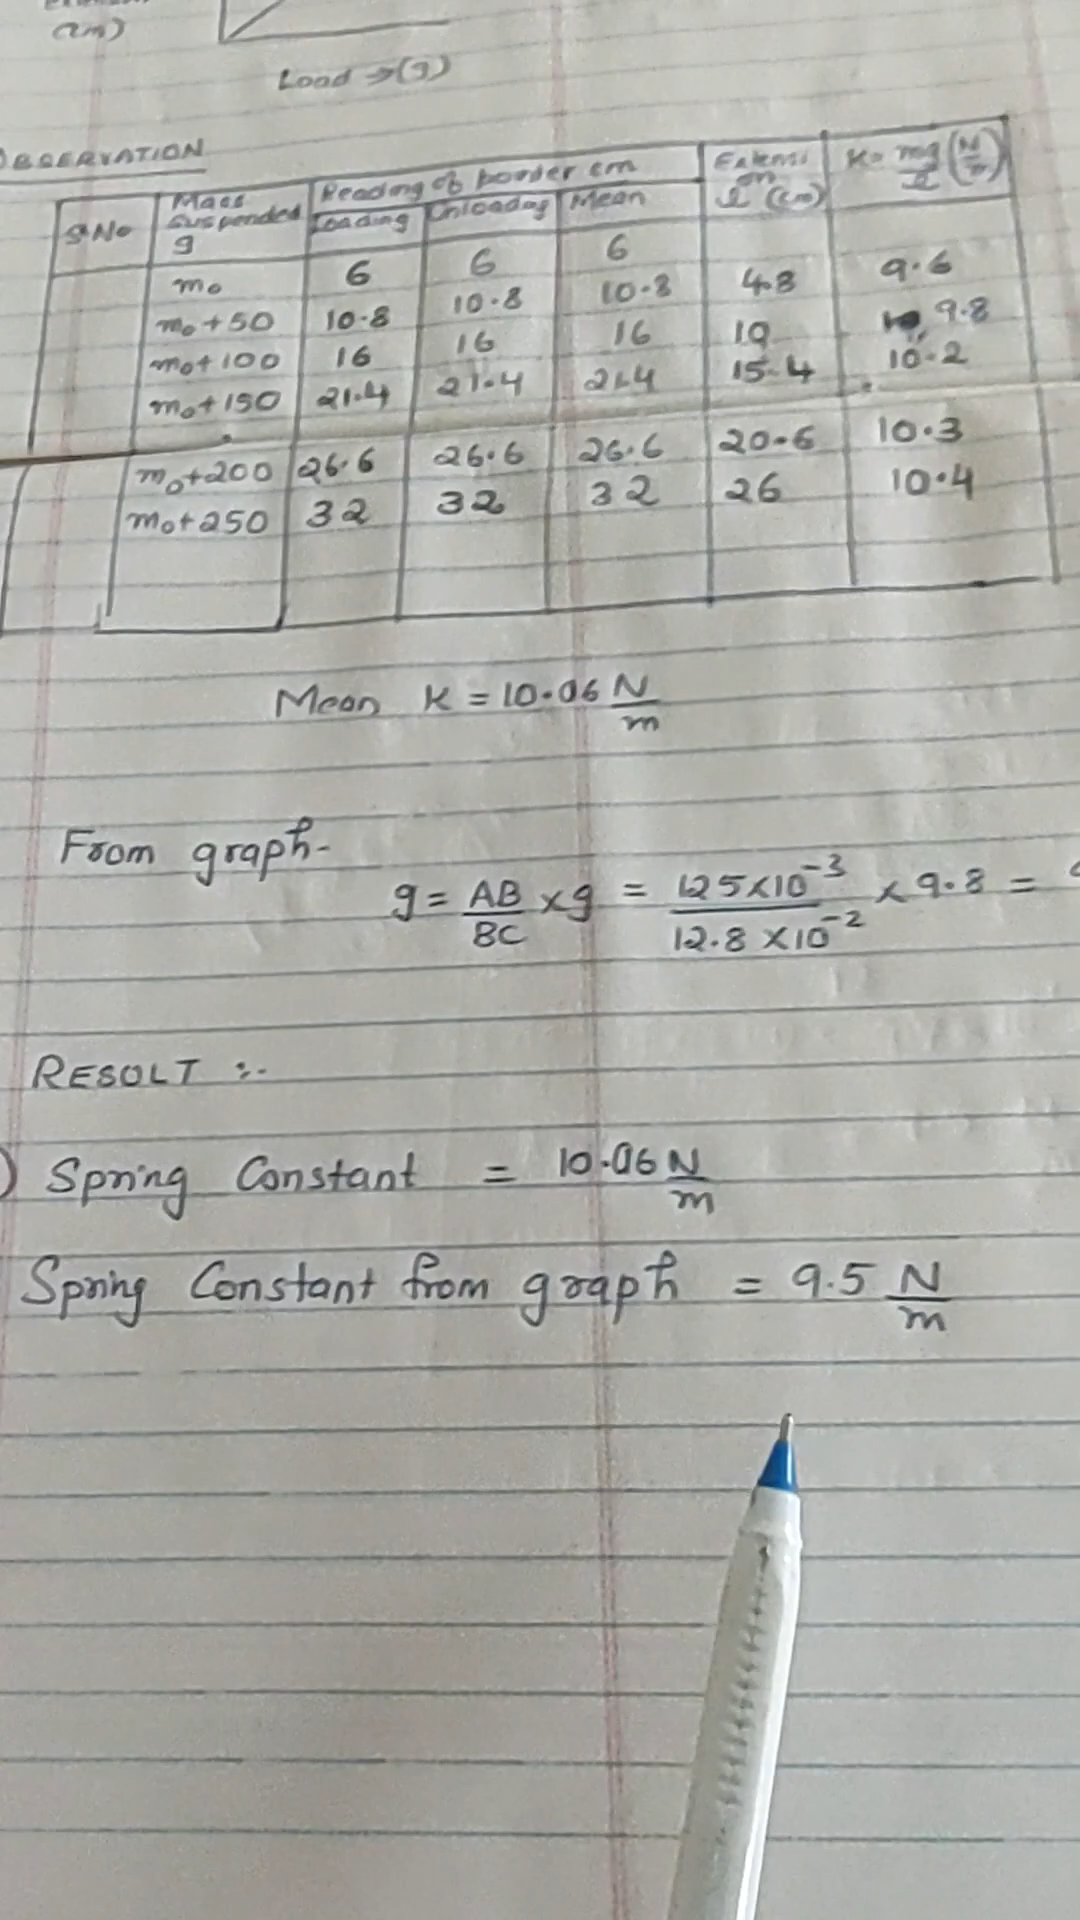 (cm)
Load → (g)
OBSERVATION
S.No Mass Suspended g Reading of pointer cm Extension l (cm) K = mg/l (N/m)
Loading Unloading Mean
m₀ 6 6 6
m₀+50 10.8 10.8 10.8 4.8 9.6
m₀+100 16 16 16 10 9.8
m₀+150 21.4 21.4 21.4 15.4 10.2
m₀+200 26.6 26.6 26.6 20.6 10.3
m₀+250 32 32 32 26 10.4
Mean K = 10.06 N/m
From graph-
g = AB/BC × g = 125×10⁻³/12.8×10⁻² × 9.8 =
RESULT :-
) Spring Constant = 10.06 N/m
Spring Constant from graph = 9.5 N/m